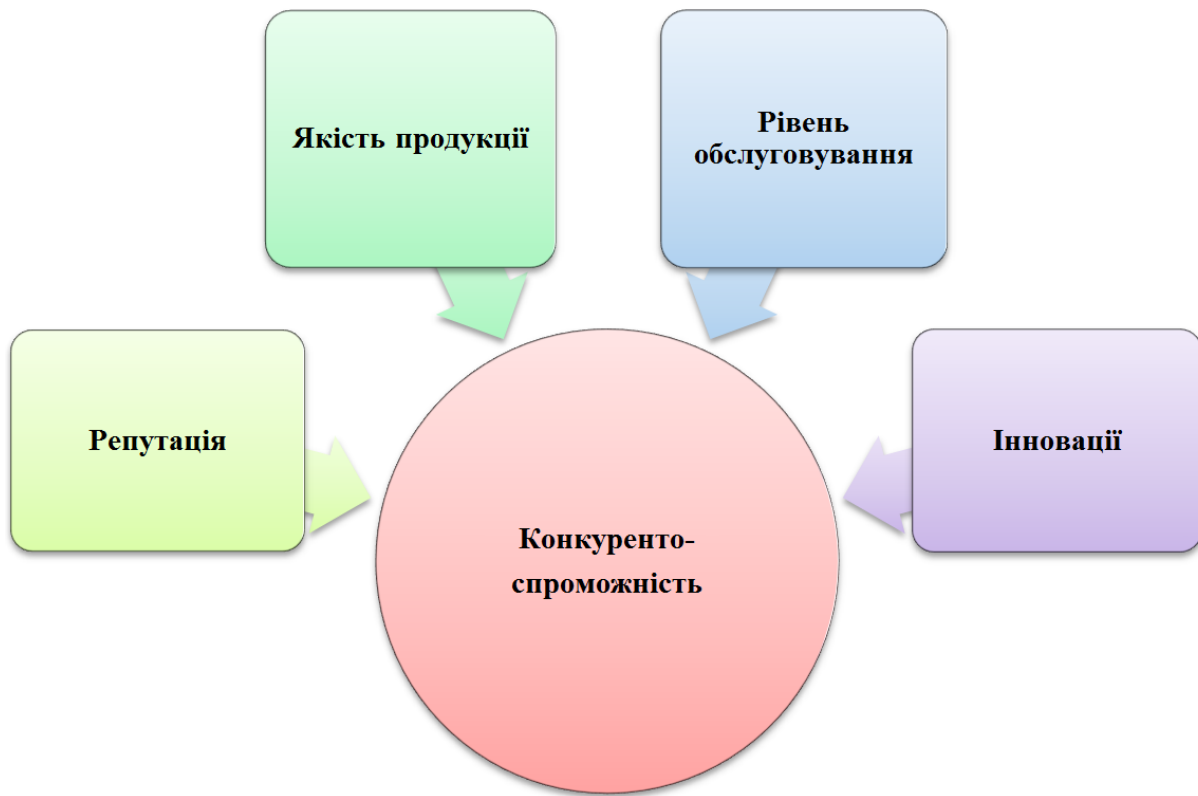 Якість продукції
Рівень
обслуговування
Репутація
Інновації
Конкуренто-
спроможність